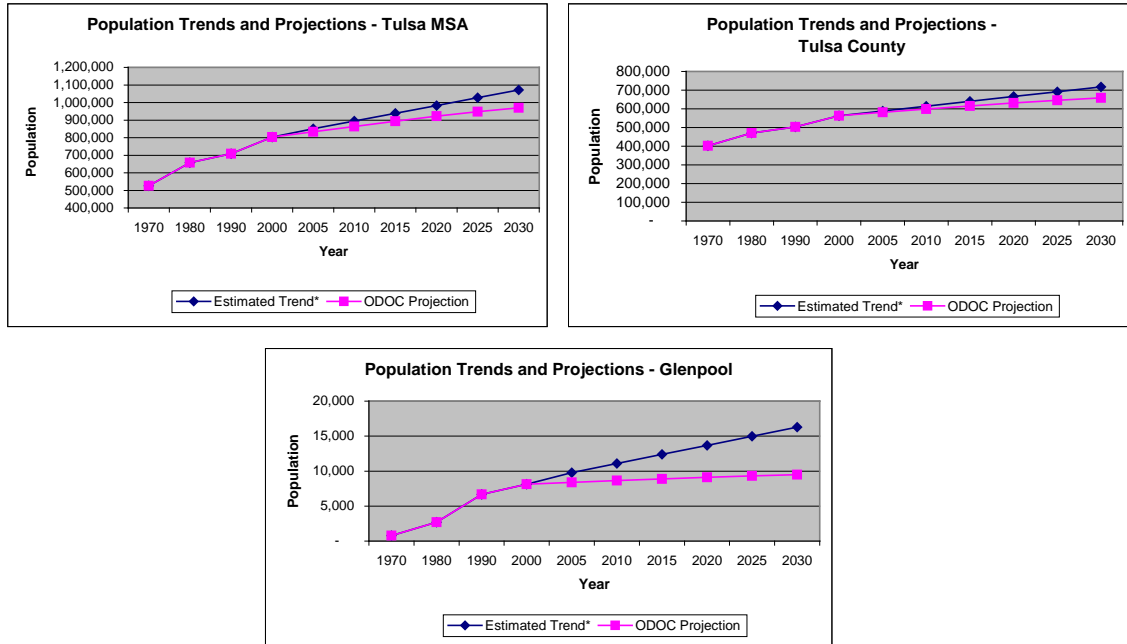 Population Trends and Projections - Tulsa MSA
1,200,000
1,100,000
1,000,000
900,000
800,000
700,000
600,000
500,000
400,000
Population
1970 1980 1990 2000 2005 2010 2015 2020 2025 2030
Year
Estimated Trend* ODOC Projection
Population Trends and Projections -
Tulsa County
800,000
700,000
600,000
500,000
400,000
300,000
200,000
100,000
-
Population
1970 1980 1990 2000 2005 2010 2015 2020 2025 2030
Year
Estimated Trend* ODOC Projection
Population Trends and Projections - Glenpool
20,000
15,000
10,000
5,000
-
Population
1970 1980 1990 2000 2005 2010 2015 2020 2025 2030
Year
Estimated Trend* ODOC Projection